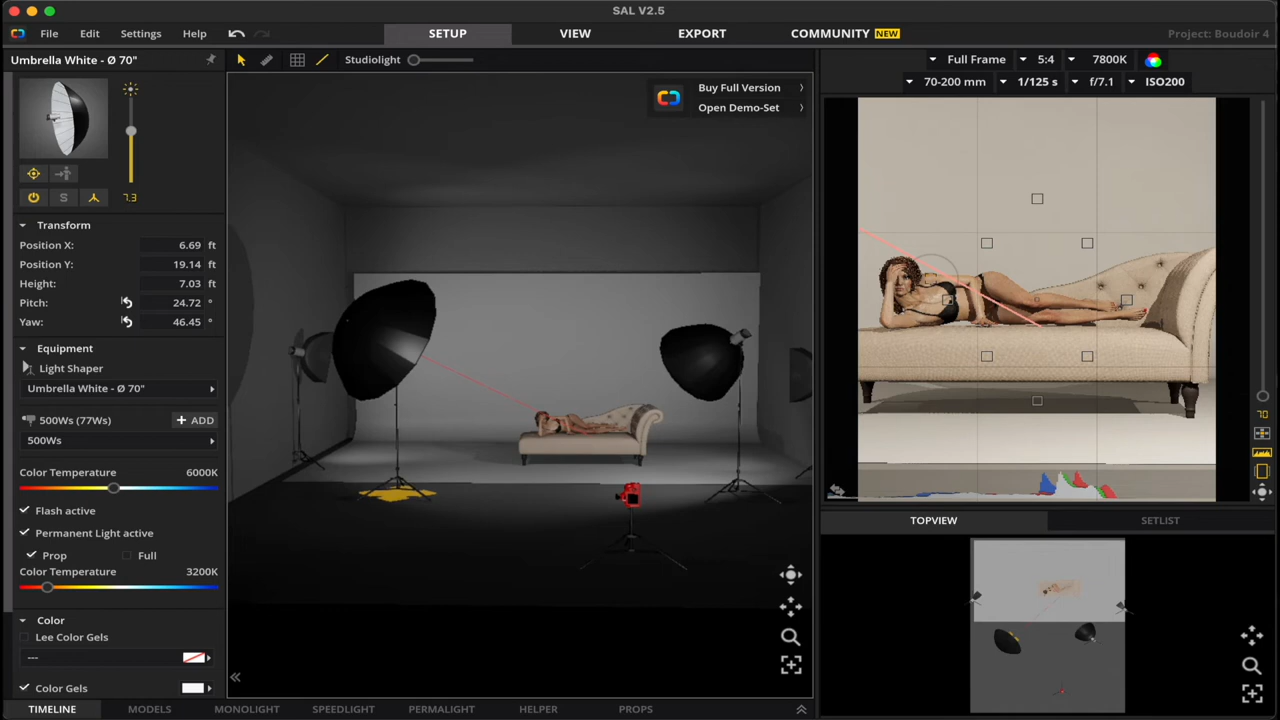 SAL V2.5
File Edit Settings Help SETUP VIEW EXPORT COMMUNITY NEW Project: Boudoir 4
Umbrella White - Ø 70"
S
7.3
Transform
Position X: 6.69 ft
Position Y: 19.14 ft
Height: 7.03 ft
Pitch: 24.72 °
Yaw: 46.45 °
Equipment
Light Shaper
Umbrella White - Ø 70"
500Ws (77Ws) + ADD
500Ws
Color Temperature 6000K
Flash active
Permanent Light active
Prop Full
Color Temperature 3200K
Color
Lee Color Gels
---
Color Gels
Studiolight
Buy Full Version
Open Demo-Set
Full Frame 5:4 7800K
70-200 mm 1/125 s f/7.1 ISO200
70
TOPVIEW SETLIST
TIMELINE MODELS MONOLIGHT SPEEDLIGHT PERMALIGHT HELPER PROPS